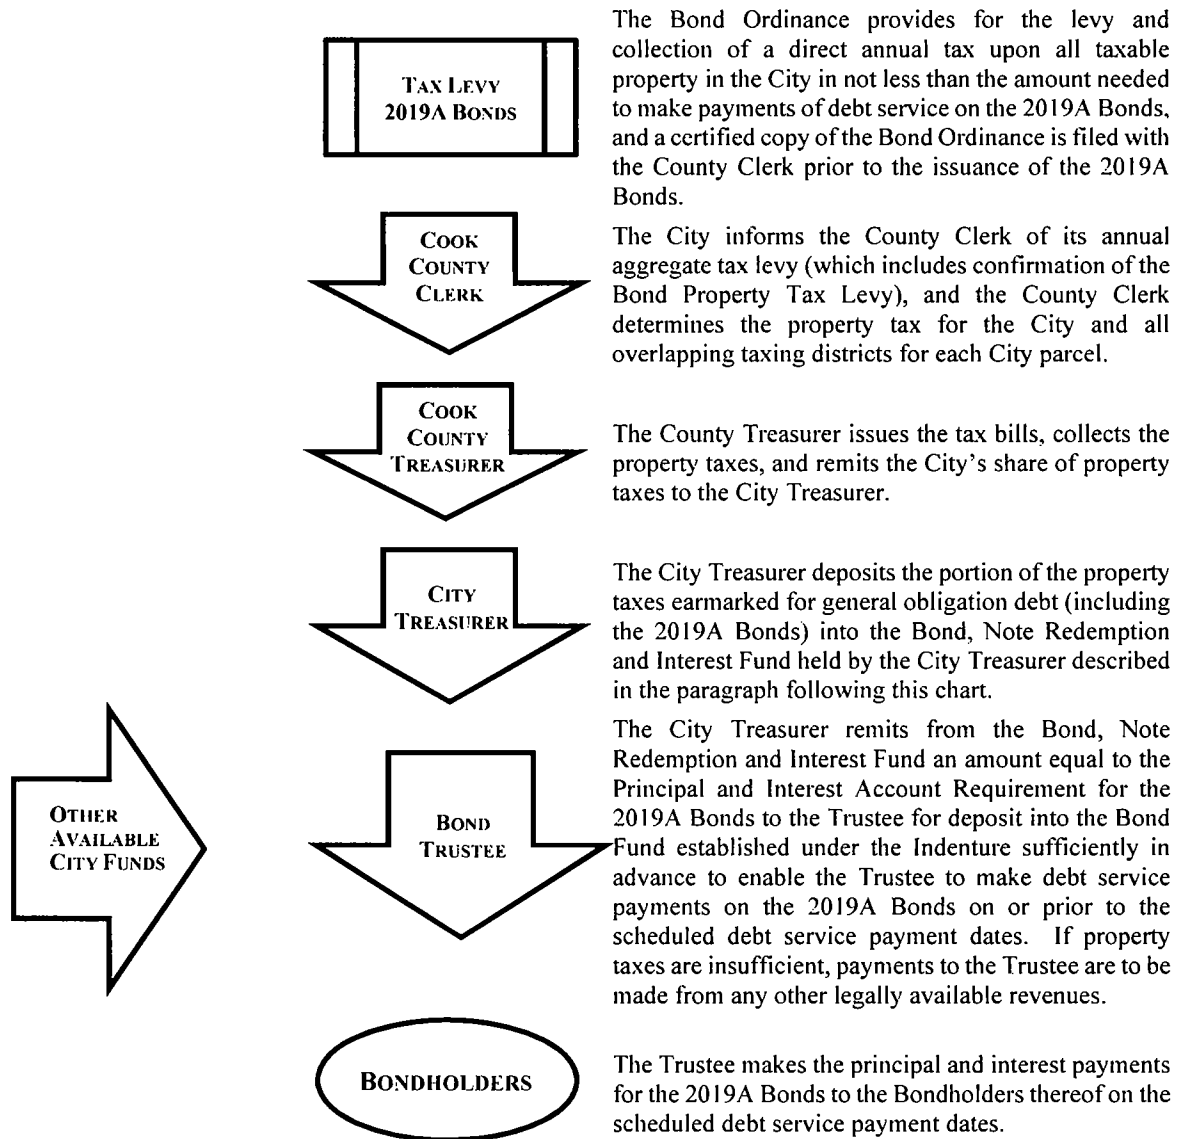 TAX LEVY
2019A BONDS
The Bond Ordinance provides for the levy and
collection of a direct annual tax upon all taxable
property in the City in not less than the amount needed
to make payments of debt service on the 2019A Bonds,
and a certified copy of the Bond Ordinance is filed with
the County Clerk prior to the issuance of the 2019A
Bonds.
COOK
COUNTY
CLERK
The City informs the County Clerk of its annual
aggregate tax levy (which includes confirmation of the
Bond Property Tax Levy), and the County Clerk
determines the property tax for the City and all
overlapping taxing districts for each City parcel.
COOK
COUNTY
TREASURER
The County Treasurer issues the tax bills, collects the
property taxes, and remits the City's share of property
taxes to the City Treasurer.
CITY
TREASURER
The City Treasurer deposits the portion of the property
taxes earmarked for general obligation debt (including
the 2019A Bonds) into the Bond, Note Redemption
and Interest Fund held by the City Treasurer described
in the paragraph following this chart.
OTHER
AVAILABLE
CITY FUNDS
BOND
TRUSTEE
The City Treasurer remits from the Bond, Note
Redemption and Interest Fund an amount equal to the
Principal and Interest Account Requirement for the
2019A Bonds to the Trustee for deposit into the Bond
Fund established under the Indenture sufficiently in
advance to enable the Trustee to make debt service
payments on the 2019A Bonds on or prior to the
scheduled debt service payment dates. If property
taxes are insufficient, payments to the Trustee are to be
made from any other legally available revenues.
BONDHOLDERS
The Trustee makes the principal and interest payments
for the 2019A Bonds to the Bondholders thereof on the
scheduled debt service payment dates.